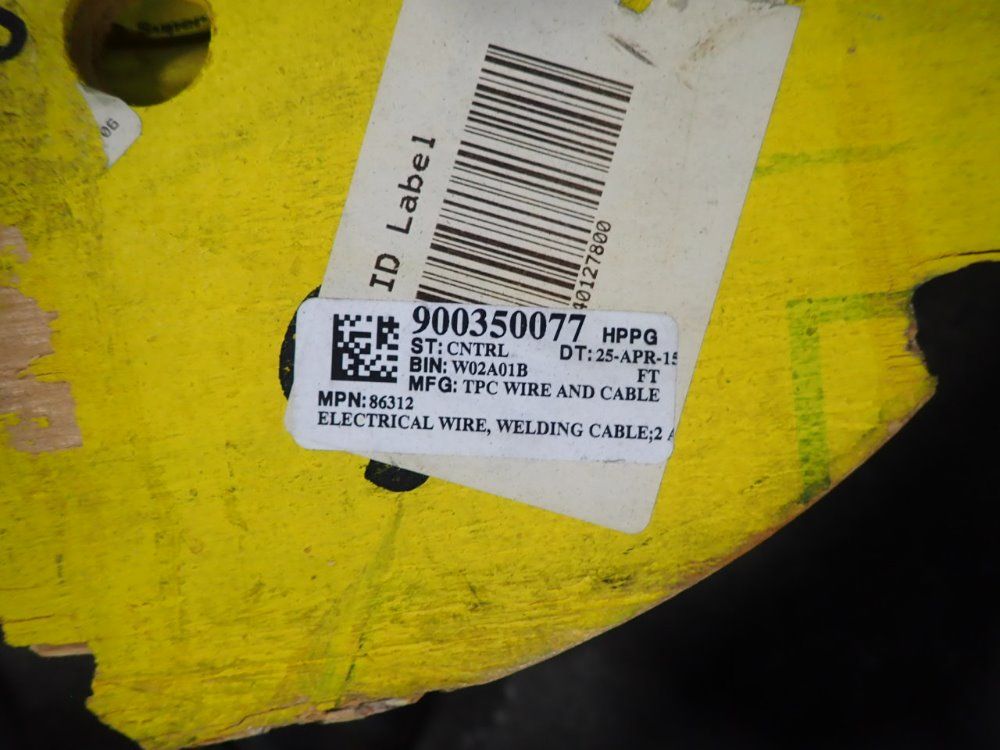 06
ID Label
40127800
900350077 HPPG
ST: CNTRL DT: 25-APR-15
BIN: W02A01B FT
MFG: TPC WIRE AND CABLE
MPN: 86312
ELECTRICAL WIRE, WELDING CABLE;2 A